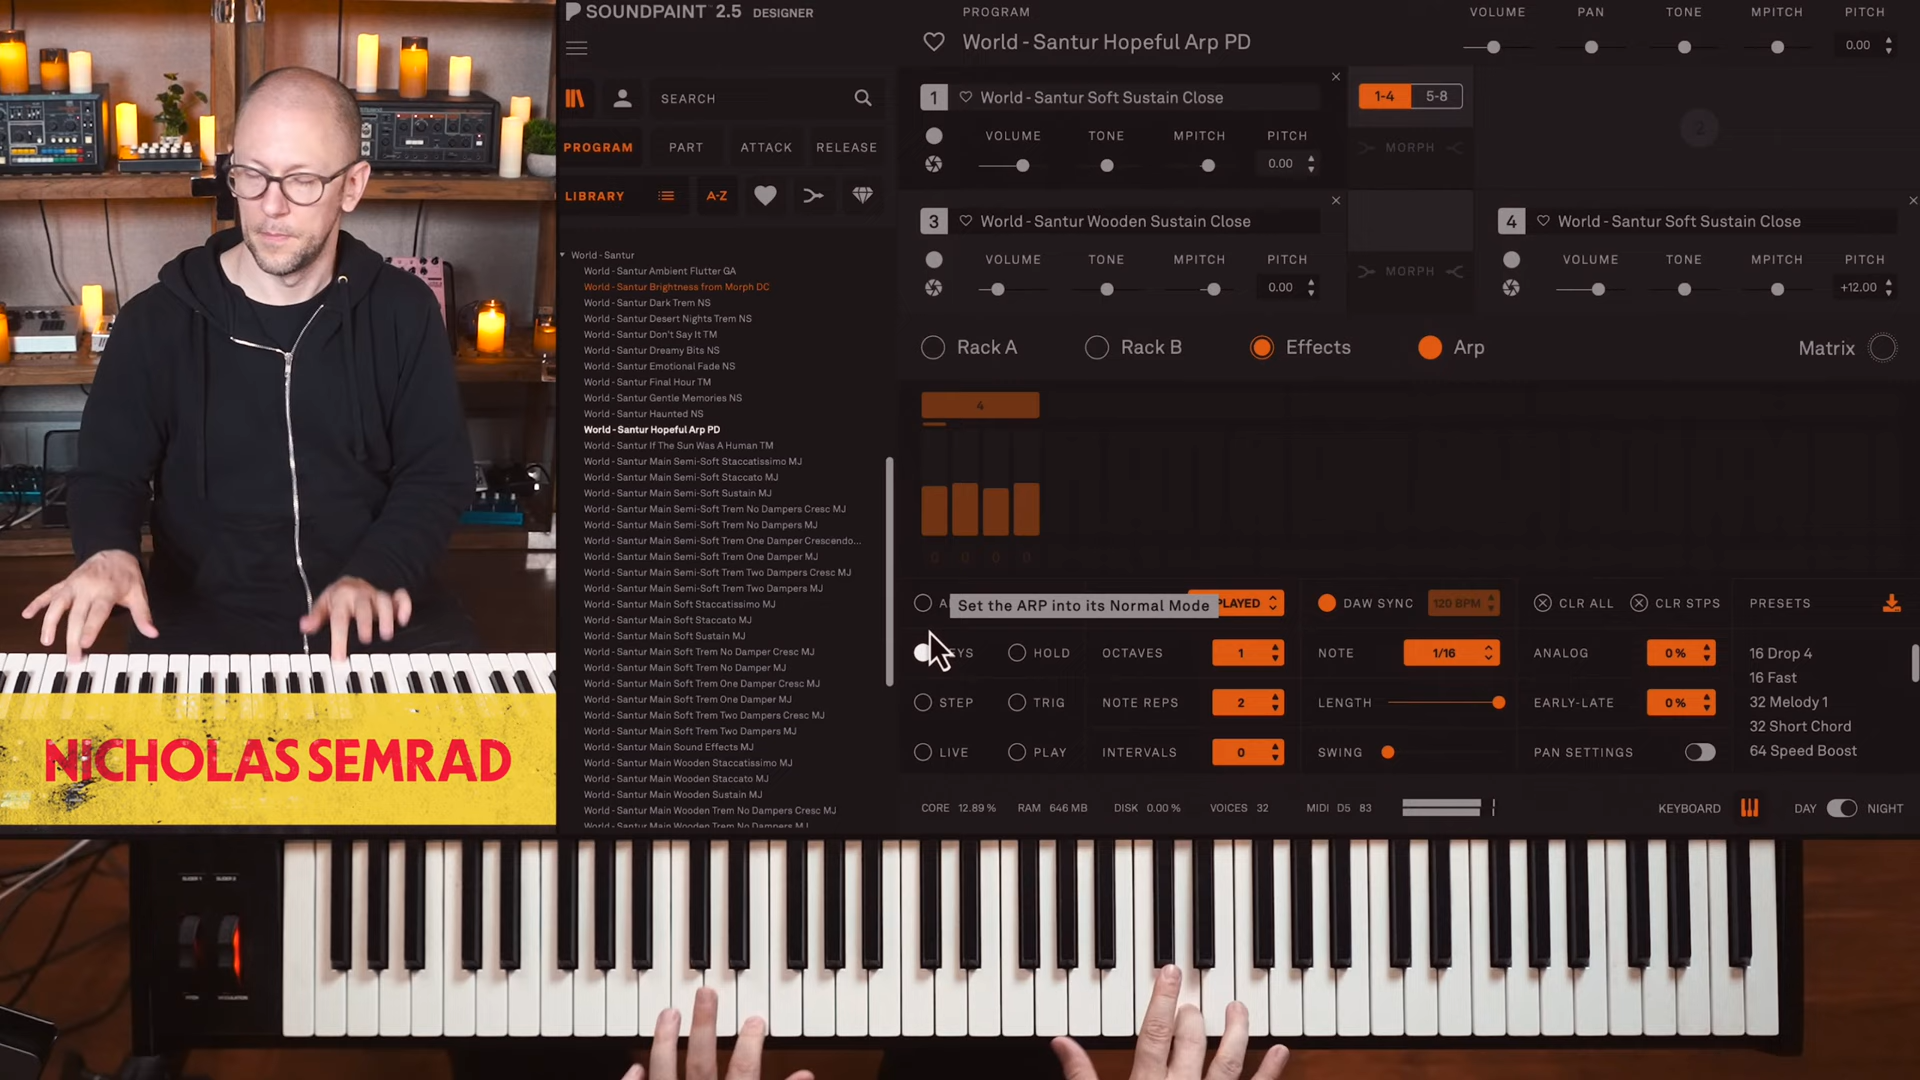 SOUNDPAINT™ 2.5 DESIGNER
PROGRAM
World - Santur Hopeful Arp PD
VOLUME PAN TONE MPITCH PITCH
0.00
SEARCH
PROGRAM PART ATTACK RELEASE
LIBRARY A-Z
1 World - Santur Soft Sustain Close
VOLUME TONE MPITCH PITCH
0.00
1-4 5-8
MORPH
2
3 World - Santur Wooden Sustain Close
VOLUME TONE MPITCH PITCH
0.00
MORPH
4 World - Santur Soft Sustain Close
VOLUME TONE MPITCH PITCH
+12.00
Rack A Rack B Effects Arp Matrix
World - Santur
World - Santur Ambient Flutter GA
World - Santur Brightness from Morph DC
World - Santur Dark Trem NS
World - Santur Desert Nights Trem NS
World - Santur Don't Say It TM
World - Santur Dreamy Bits NS
World - Santur Emotional Fade NS
World - Santur Final Hour TM
World - Santur Gentle Memories NS
World - Santur Haunted NS
World - Santur Hopeful Arp PD
World - Santur If The Sun Was A Human TM
World - Santur Main Semi-Soft Staccatissimo MJ
World - Santur Main Semi-Soft Staccato MJ
World - Santur Main Semi-Soft Sustain MJ
World - Santur Main Semi-Soft Trem No Dampers Cresc MJ
World - Santur Main Semi-Soft Trem No Dampers MJ
World - Santur Main Semi-Soft Trem One Damper Crescendo...
World - Santur Main Semi-Soft Trem One Damper MJ
World - Santur Main Semi-Soft Trem Two Dampers Cresc MJ
World - Santur Main Semi-Soft Trem Two Dampers MJ
World - Santur Main Soft Staccatissimo MJ
World - Santur Main Soft Staccato MJ
World - Santur Main Soft Sustain MJ
World - Santur Main Soft Trem No Damper Cresc MJ
World - Santur Main Soft Trem No Damper MJ
World - Santur Main Soft Trem One Damper Cresc MJ
World - Santur Main Soft Trem One Damper MJ
World - Santur Main Soft Trem Two Dampers Cresc MJ
World - Santur Main Soft Trem Two Dampers MJ
World - Santur Main Sound Effects MJ
World - Santur Main Wooden Staccatissimo MJ
World - Santur Main Wooden Staccato MJ
World - Santur Main Wooden Sustain MJ
World - Santur Main Wooden Trem No Dampers Cresc MJ
World - Santur Main Wooden Trem No Dampers MJ
4
0 0 0 0
Set the ARP into its Normal Mode
PLAYED
DAW SYNC 120 BPM
CLR ALL CLR STPS
PRESETS
HOLD OCTAVES 1 NOTE 1/16 ANALOG 0 %
STEP TRIG NOTE REPS 2 LENGTH EARLY-LATE 0 %
LIVE PLAY INTERVALS 0 SWING PAN SETTINGS
16 Drop 4
16 Fast
32 Melody 1
32 Short Chord
64 Speed Boost
CORE 12.89 % RAM 646 MB DISK 0.00 % VOICES 32 MIDI D5 83
KEYBOARD DAY NIGHT
NICHOLAS SEMRAD
PITCH MODULATION